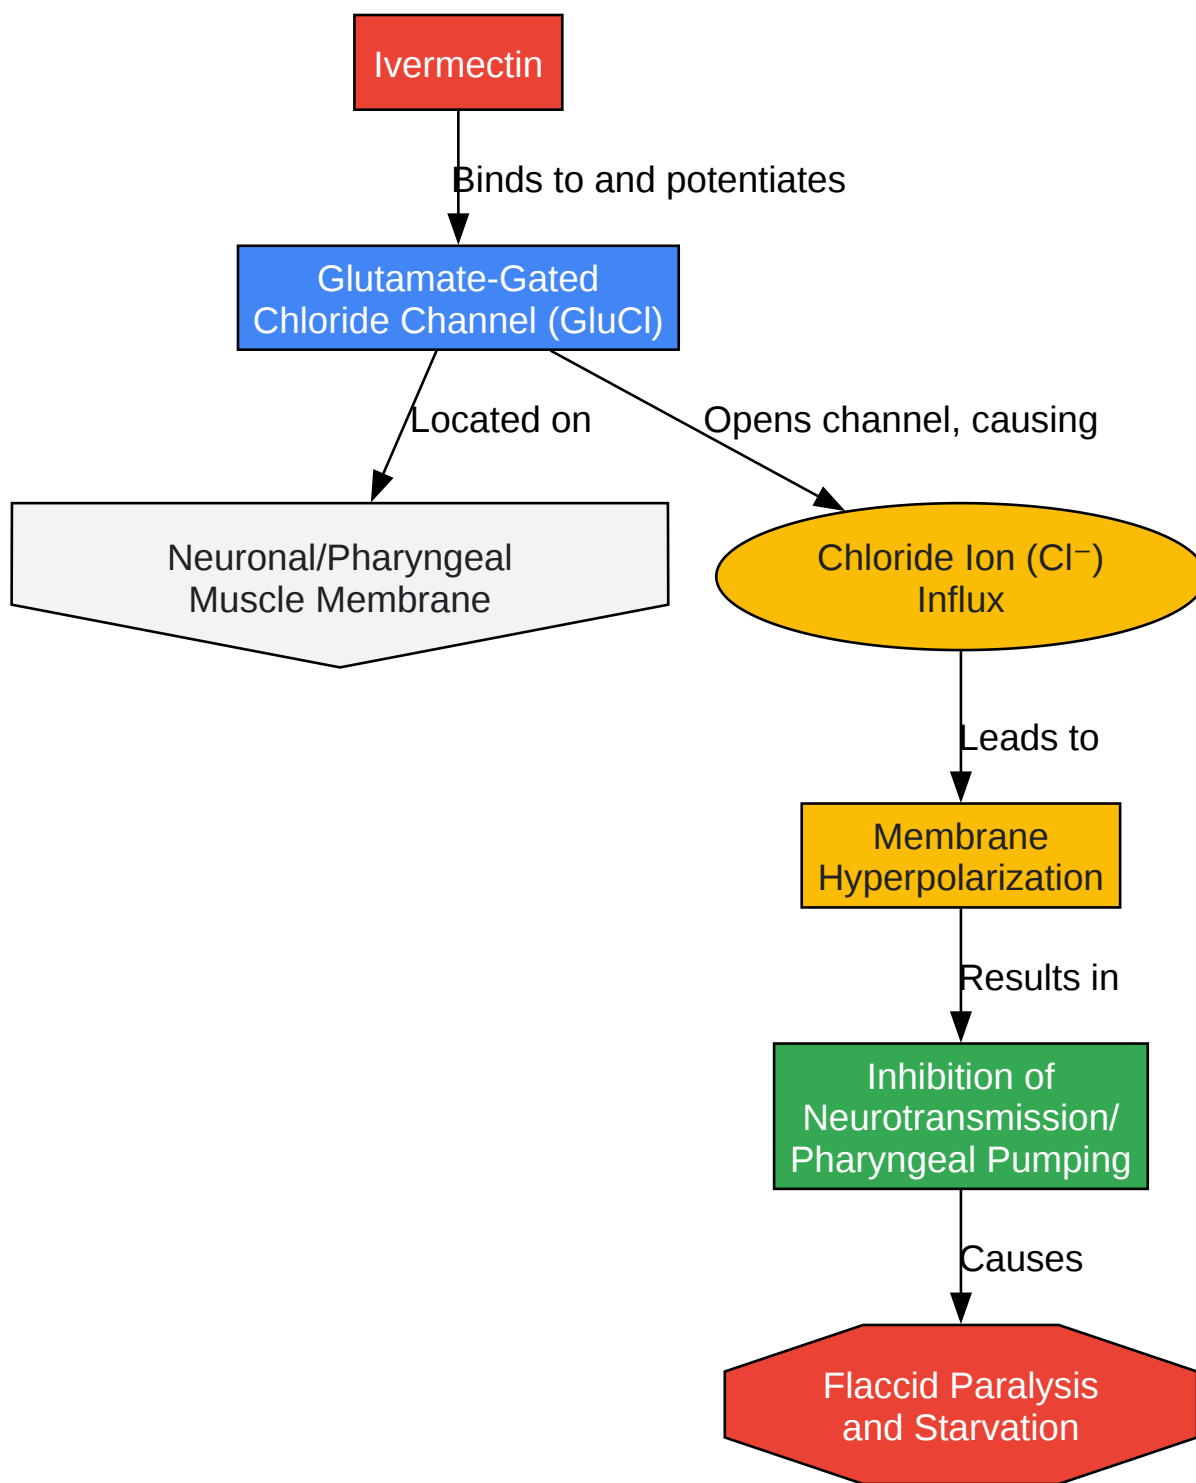 Ivermectin
Binds to and potentiates
Glutamate-Gated
Chloride Channel (GluCl)
Located on
Opens channel, causing
Neuronal/Pharyngeal
Muscle Membrane
Chloride Ion (Cl⁻)
Influx
Leads to
Membrane
Hyperpolarization
Results in
Inhibition of
Neurotransmission/
Pharyngeal Pumping
Causes
Flaccid Paralysis
and Starvation